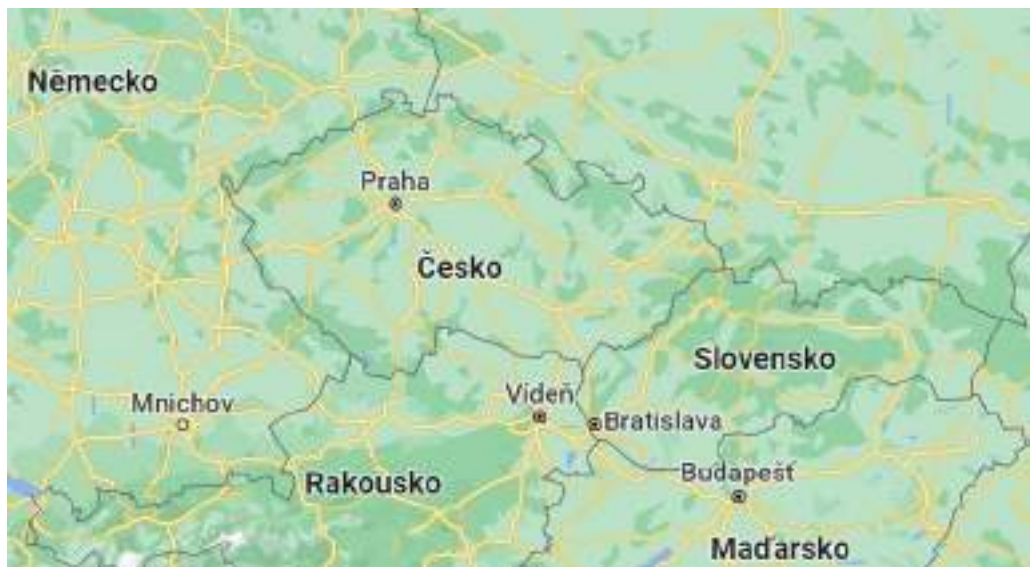 Německo
Praha
Česko
Slovensko
Mnichov
Vídeň
Bratislava
Rakousko
Budapešť
Maďarsko